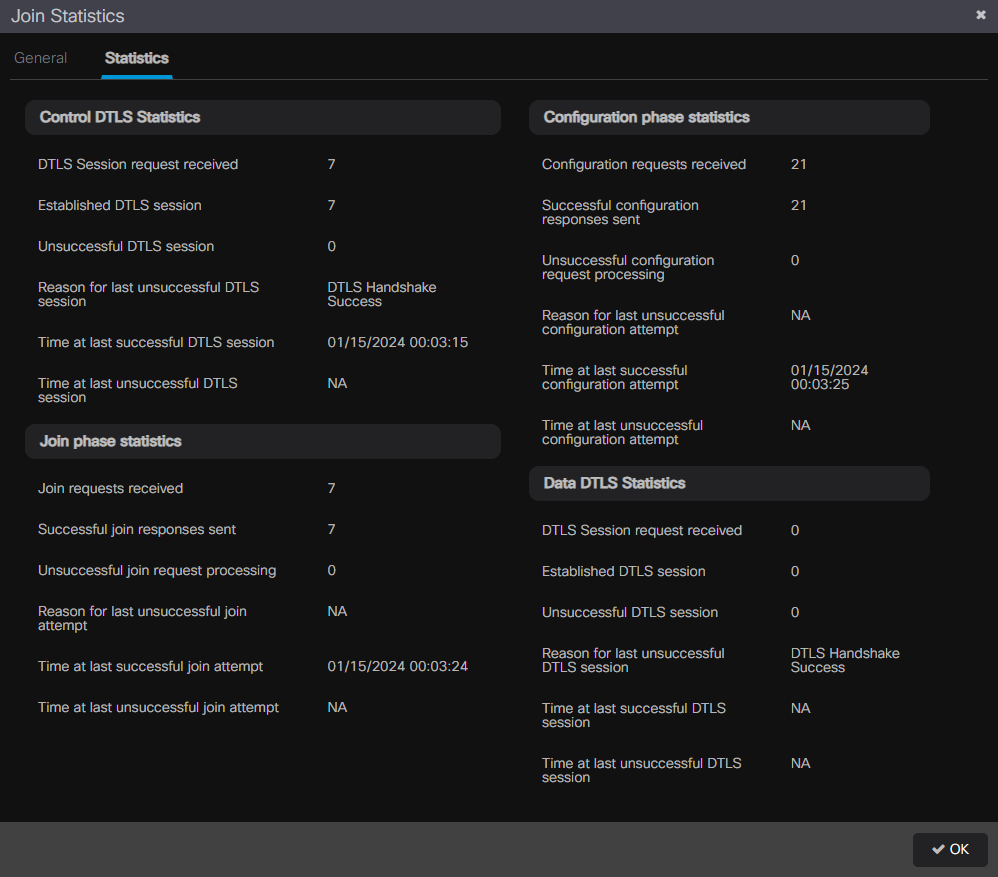 Join Statistics
General Statistics
Control DTLS Statistics
DTLS Session request received 7
Established DTLS session 7
Unsuccessful DTLS session 0
Reason for last unsuccessful DTLS DTLS Handshake
session Success
Time at last successful DTLS session 01/15/2024 00:03:15
Time at last unsuccessful DTLS NA
session
Join phase statistics
Join requests received 7
Successful join responses sent 7
Unsuccessful join request processing 0
Reason for last unsuccessful join NA
attempt
Time at last successful join attempt 01/15/2024 00:03:24
Time at last unsuccessful join attempt NA
Configuration phase statistics
Configuration requests received 21
Successful configuration 21
responses sent
Unsuccessful configuration 0
request processing
Reason for last unsuccessful NA
configuration attempt
Time at last successful 01/15/2024
configuration attempt 00:03:25
Time at last unsuccessful NA
configuration attempt
Data DTLS Statistics
DTLS Session request received 0
Established DTLS session 0
Unsuccessful DTLS session 0
Reason for last unsuccessful DTLS Handshake
DTLS session Success
Time at last successful DTLS NA
session
Time at last unsuccessful DTLS NA
session
OK